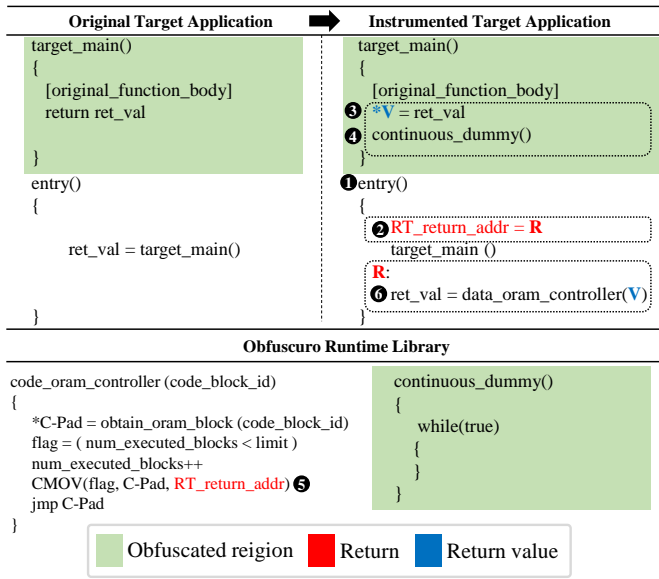 Original Target Application
Instrumented Target Application
target_main()
{
[original_function_body]
return ret_val
}
entry()
{
ret_val = target_main()
}
target_main()
{
[original_function_body]
❸ *V = ret_val
❹ continuous_dummy()
}
❶ entry()
{
❷ RT_return_addr = R
target_main ()
R:
❻ ret_val = data_oram_controller(V)
}
Obfuscuro Runtime Library
code_oram_controller (code_block_id)
{
*C-Pad = obtain_oram_block (code_block_id)
flag = ( num_executed_blocks < limit )
num_executed_blocks++
CMOV(flag, C-Pad, RT_return_addr) ❺
jmp C-Pad
}
continuous_dummy()
{
while(true)
{
}
}
Obfuscated reigion
Return
Return value